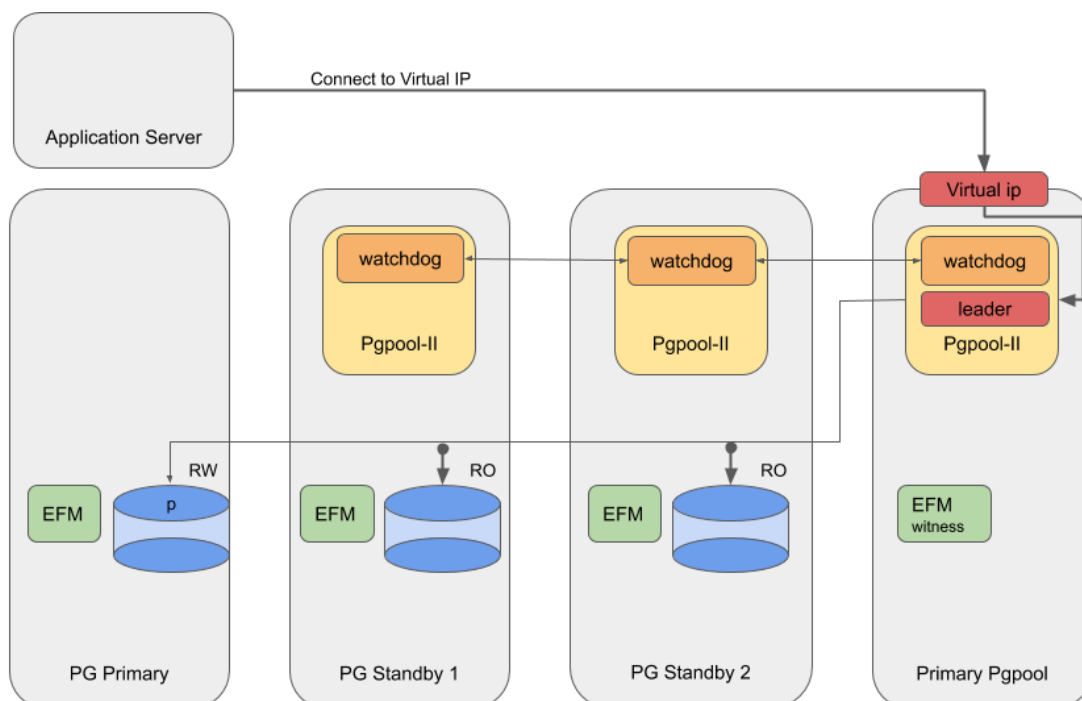 Connect to Virtual IP
Application Server
Virtual ip
watchdog
watchdog
watchdog
leader
Pgpool-II
Pgpool-II
Pgpool-II
RW
RO
RO
EFM
p
EFM
EFM
EFM
witness
PG Primary
PG Standby 1
PG Standby 2
Primary Pgpool